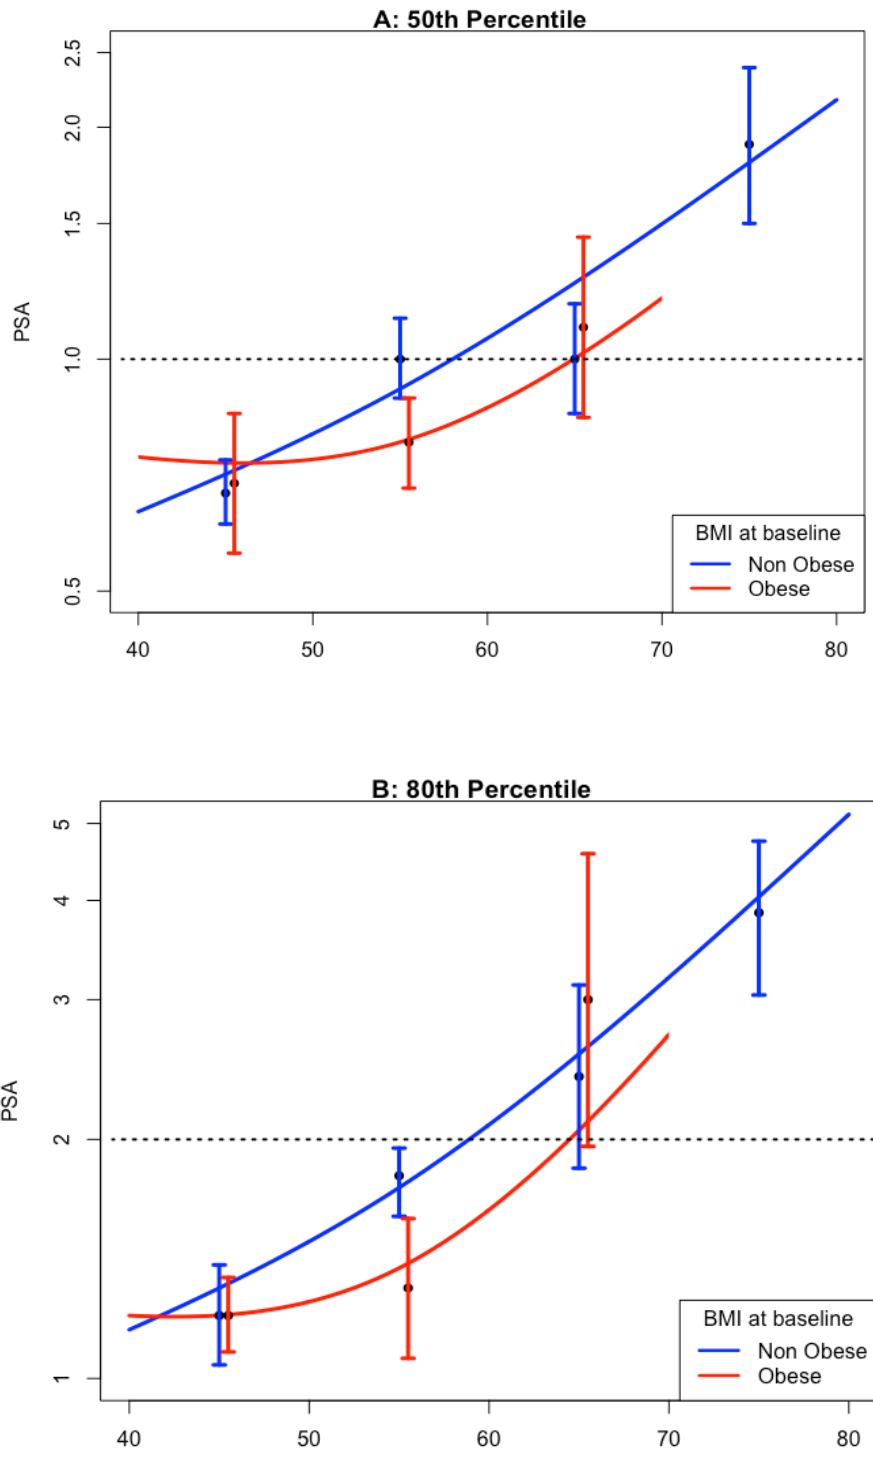 A: 50th Percentile
2.5
2.0
1.5
1.0
0.5
PSA
BMI at baseline
Non Obese
Obese
40 50 60 70 80
B: 80th Percentile
5
4
3
2
1
PSA
BMI at baseline
Non Obese
Obese
40 50 60 70 80